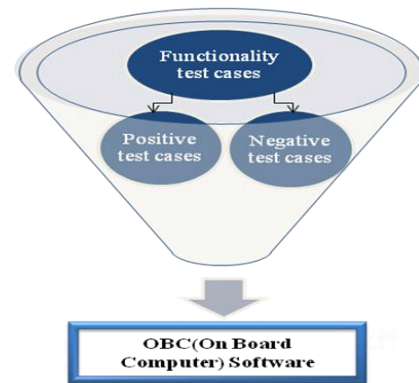 Functionality
test cases
Positive
test cases
Negative
test cases
OBC(On Board
Computer) Software